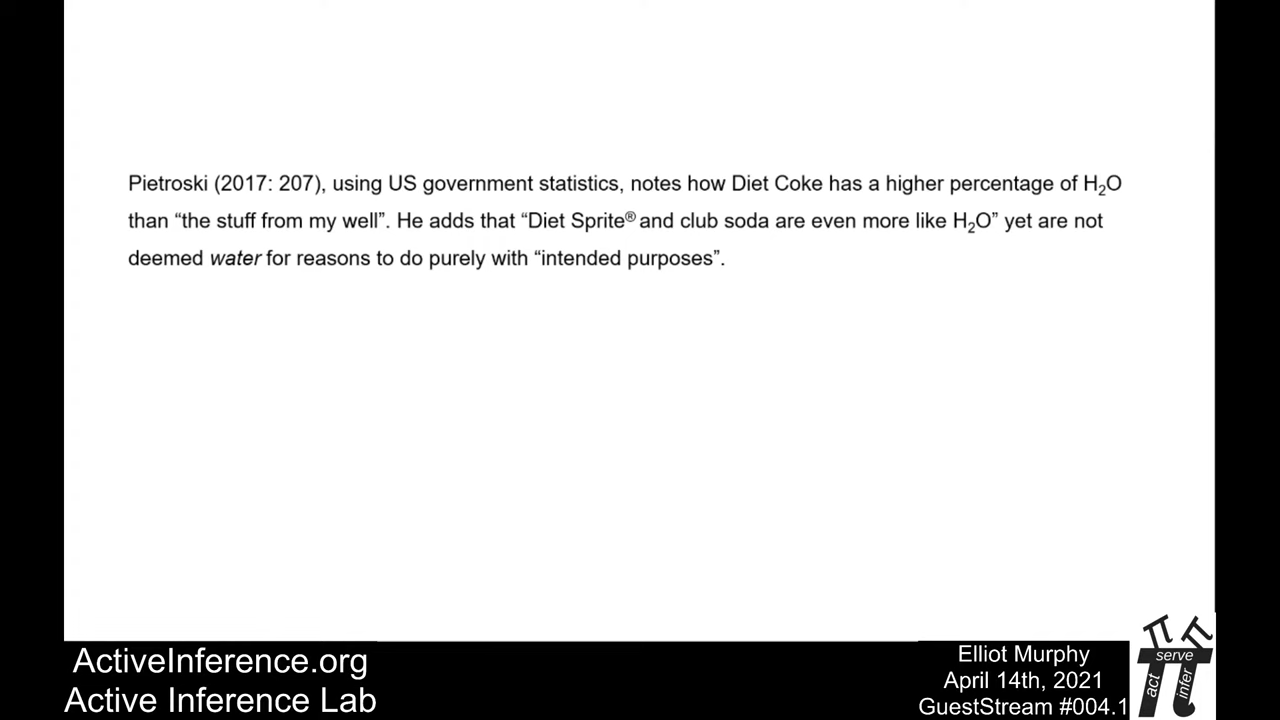 Pietroski (2017: 207), using US government statistics, notes how Diet Coke has a higher percentage of H₂O
than “the stuff from my well”. He adds that “Diet Sprite® and club soda are even more like H₂O” yet are not
deemed water for reasons to do purely with “intended purposes”.
ActiveInference.org
Active Inference Lab
Elliot Murphy
April 14th, 2021
GuestStream #004.1
π π
serve
act
infer